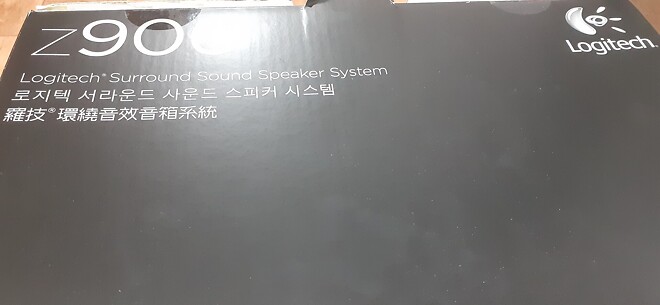 Z906
Logitech
Logitech® Surround Sound Speaker System
로지텍 서라운드 사운드 스피커 시스템
羅技®環繞音效音箱系統